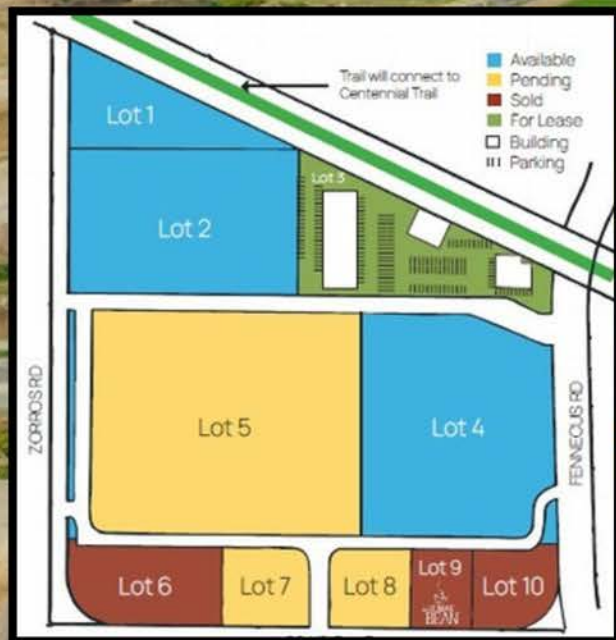 Trail will connect to
Centennial Trail
Available
Pending
Sold
For Lease
Building
Parking
Lot 1
Lot 2
Lot 3
ZORROS RD
Lot 5
Lot 4
FENNECUS RD
Lot 6
Lot 7
Lot 8
Lot 9
BEAN
Lot 10